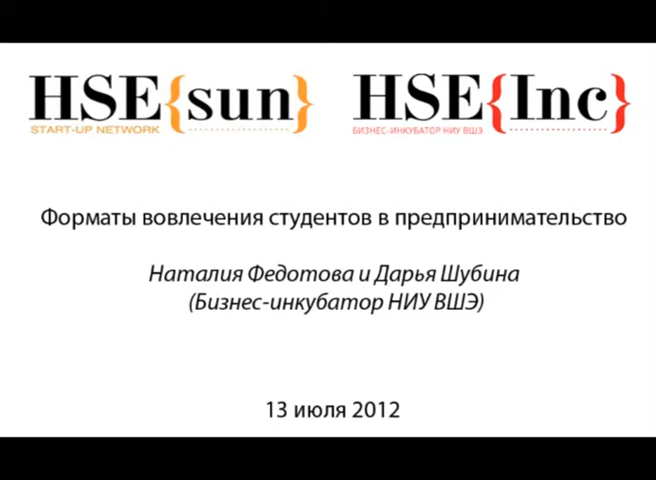 HSE{sun} HSE{Inc}
START-UP NETWORK БИЗНЕС-ИНКУБАТОР НИУ ВШЭ
Форматы вовлечения студентов в предпринимательство
Наталия Федотова и Дарья Шубина
(Бизнес-инкубатор НИУ ВШЭ)
13 июля 2012